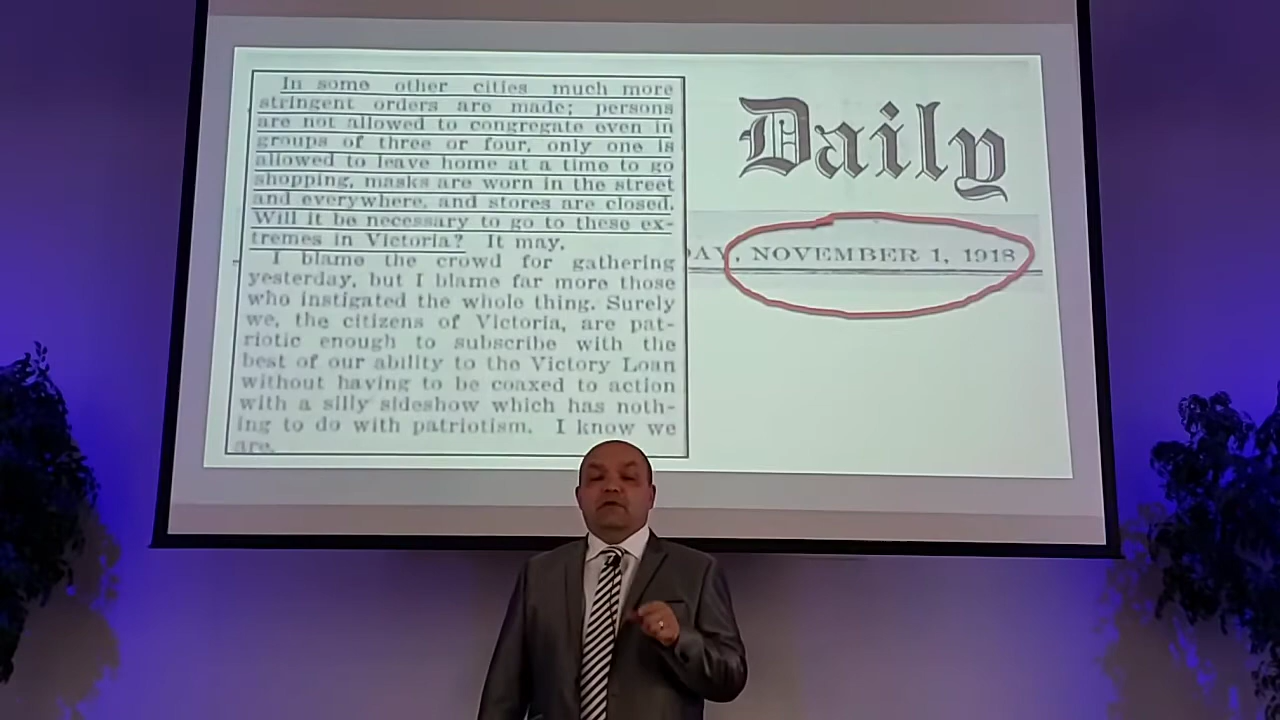 In some other cities much more
stringent orders are made; persons
are not allowed to congregate even in
groups of three or four, only one is
allowed to leave home at a time to go
shopping, masks are worn in the street
and everywhere, and stores are closed.
Will it be necessary to go to these ex-
tremes in Victoria? It may.
I blame the crowd for gathering
yesterday, but I blame far more those
who instigated the whole thing. Surely
we, the citizens of Victoria, are pat-
riotic enough to subscribe with the
best of our ability to the Victory Loan
without having to be coaxed to action
with a silly sideshow which has noth-
ing to do with patriotism. I know we
are.
Daily
DAY, NOVEMBER 1, 1918